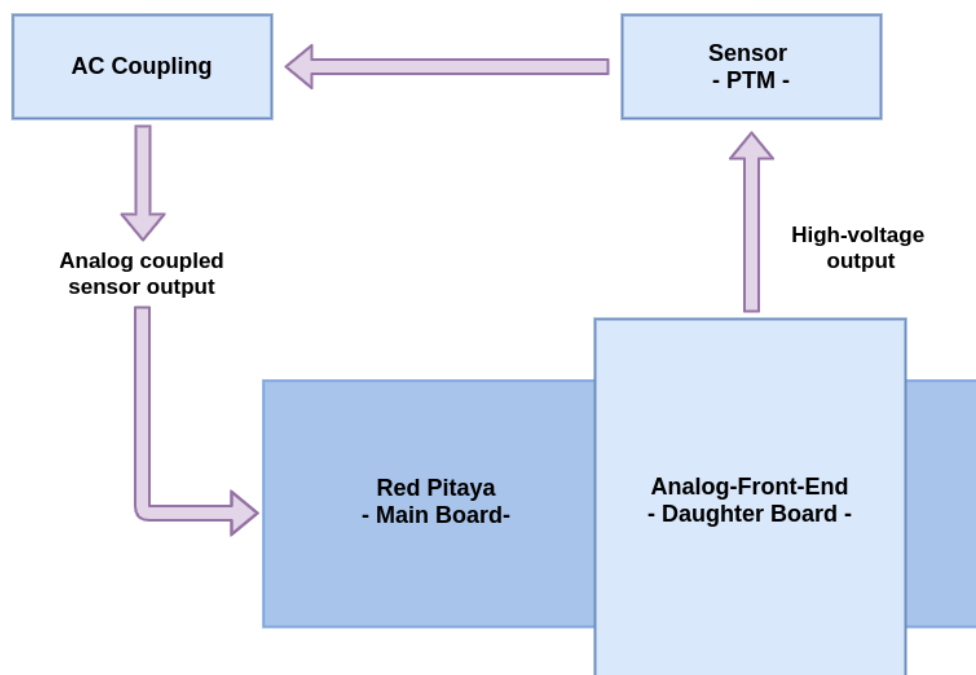 AC Coupling
Sensor
- PTM -
Analog coupled
sensor output
High-voltage
output
Red Pitaya
- Main Board-
Analog-Front-End
- Daughter Board -